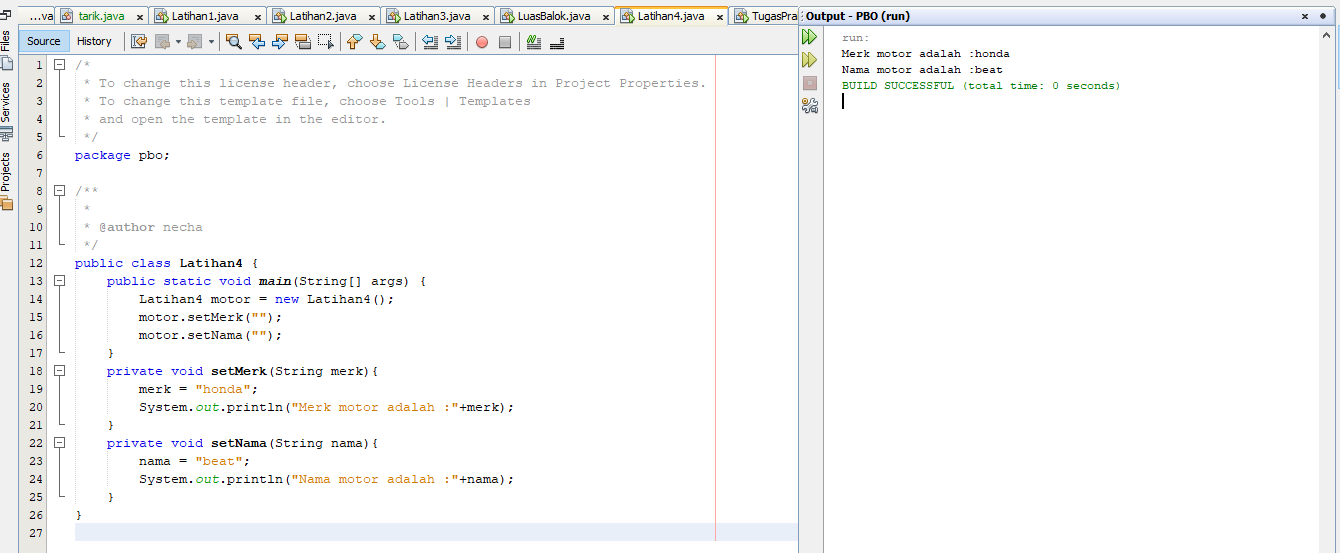 ...va tarik.java Latihan1.java Latihan2.java Latihan3.java LuasBalok.java Latihan4.java TugasPra
Output - PBO (run)
Files
Services
Projects
Source History
1 /*
2 * To change this license header, choose License Headers in Project Properties.
3 * To change this template file, choose Tools | Templates
4 * and open the template in the editor.
5 */
6 package pbo;
7
8 /**
9 *
10 * @author necha
11 */
12 public class Latihan4 {
13 public static void main(String[] args) {
14 Latihan4 motor = new Latihan4();
15 motor.setMerk("");
16 motor.setNama("");
17 }
18 private void setMerk(String merk){
19 merk = "honda";
20 System.out.println("Merk motor adalah :"+merk);
21 }
22 private void setNama(String nama){
23 nama = "beat";
24 System.out.println("Nama motor adalah :"+nama);
25 }
26 }
27
run:
Merk motor adalah :honda
Nama motor adalah :beat
BUILD SUCCESSFUL (total time: 0 seconds)